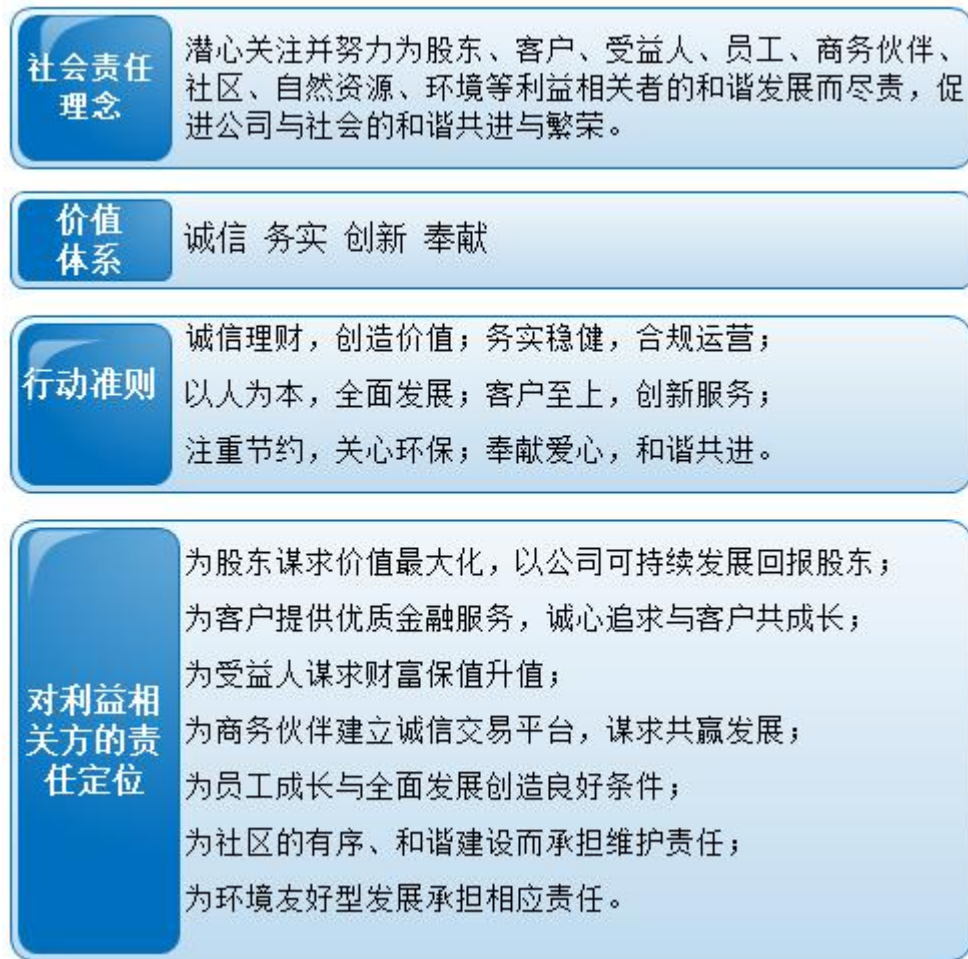 社会责任
理念
潜心关注并努力为股东、客户、受益人、员工、商务伙伴、
社区、自然资源、环境等利益相关者的和谐发展而尽责，促
进公司与社会的和谐共进与繁荣。
价值
体系
诚信 务实 创新 奉献
行动准则
诚信理财，创造价值；务实稳健，合规运营；
以人为本，全面发展；客户至上，创新服务；
注重节约，关心环保；奉献爱心，和谐共进。
对利益相
关方的责
任定位
为股东谋求价值最大化，以公司可持续发展回报股东；
为客户提供优质金融服务，诚心追求与客户共成长；
为受益人谋求财富保值升值；
为商务伙伴建立诚信交易平台，谋求共赢发展；
为员工成长与全面发展创造良好条件；
为社区的有序、和谐建设而承担维护责任；
为环境友好型发展承担相应责任。